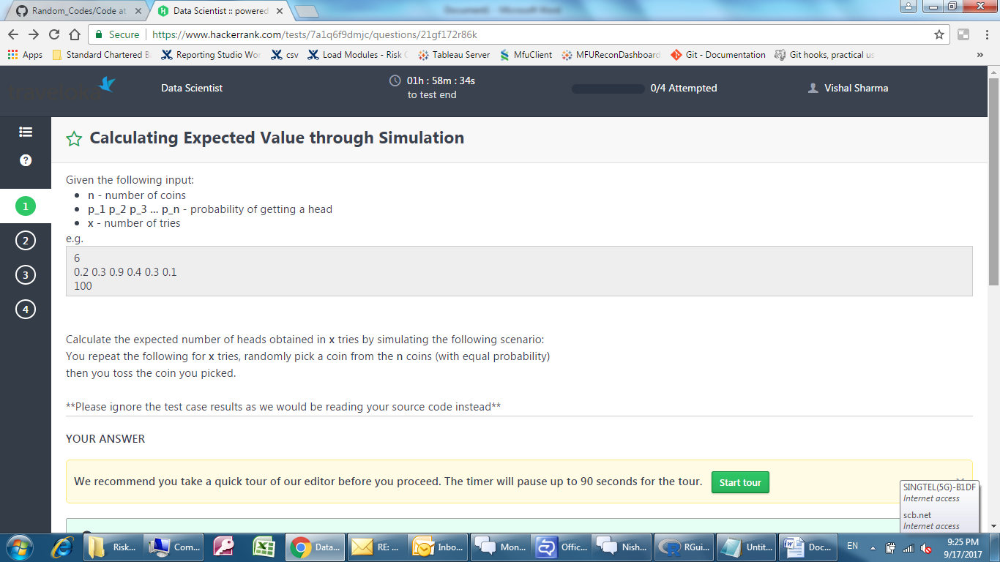 Random_Codes/Code at
Data Scientist :: powered
Document1 - Microsoft Word
Secure
https://www.hackerrank.com/tests/7a1q6f9dmjc/questions/21gf172r86k
Apps
Standard Chartered B
Reporting Studio Wor
csv
Load Modules - Risk
Tableau Server
MfuClient
MFUReconDashboard
Git - Documentation
Git hooks, practical us
»
traveloka
Data Scientist
01h : 58m : 34s
to test end
0/4 Attempted
Vishal Sharma
Calculating Expected Value through Simulation
Given the following input:
• n - number of coins
• p_1 p_2 p_3 ... p_n - probability of getting a head
• x - number of tries
e.g.
6
0.2 0.3 0.9 0.4 0.3 0.1
100
1
2
3
4
Calculate the expected number of heads obtained in x tries by simulating the following scenario:
You repeat the following for x tries, randomly pick a coin from the n coins (with equal probability)
then you toss the coin you picked.
**Please ignore the test case results as we would be reading your source code instead**
YOUR ANSWER
We recommend you take a quick tour of our editor before you proceed. The timer will pause up to 90 seconds for the tour.
Start tour
SINGTEL(5G)-B1DF
Internet access
scb.net
Internet access
Risk...
Com...
Data...
RE: ...
Inbo...
Mon...
Offic...
Nish...
RGui...
Untit...
Doc...
EN
9:25 PM
9/17/2017